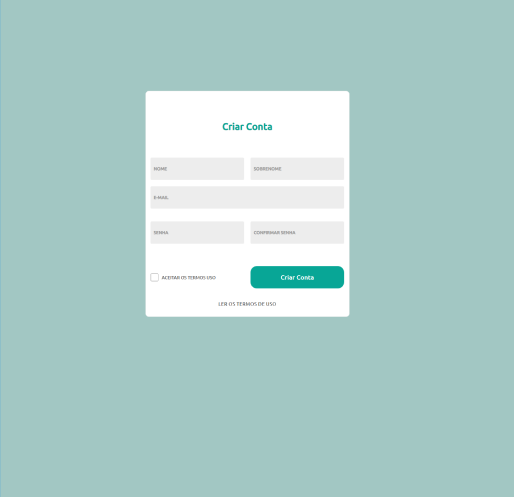 Criar Conta
NOME
SOBRENOME
E-MAIL
SENHA
CONFIRMAR SENHA
ACEITAR OS TERMOS USO
Criar Conta
LER OS TERMOS DE USO